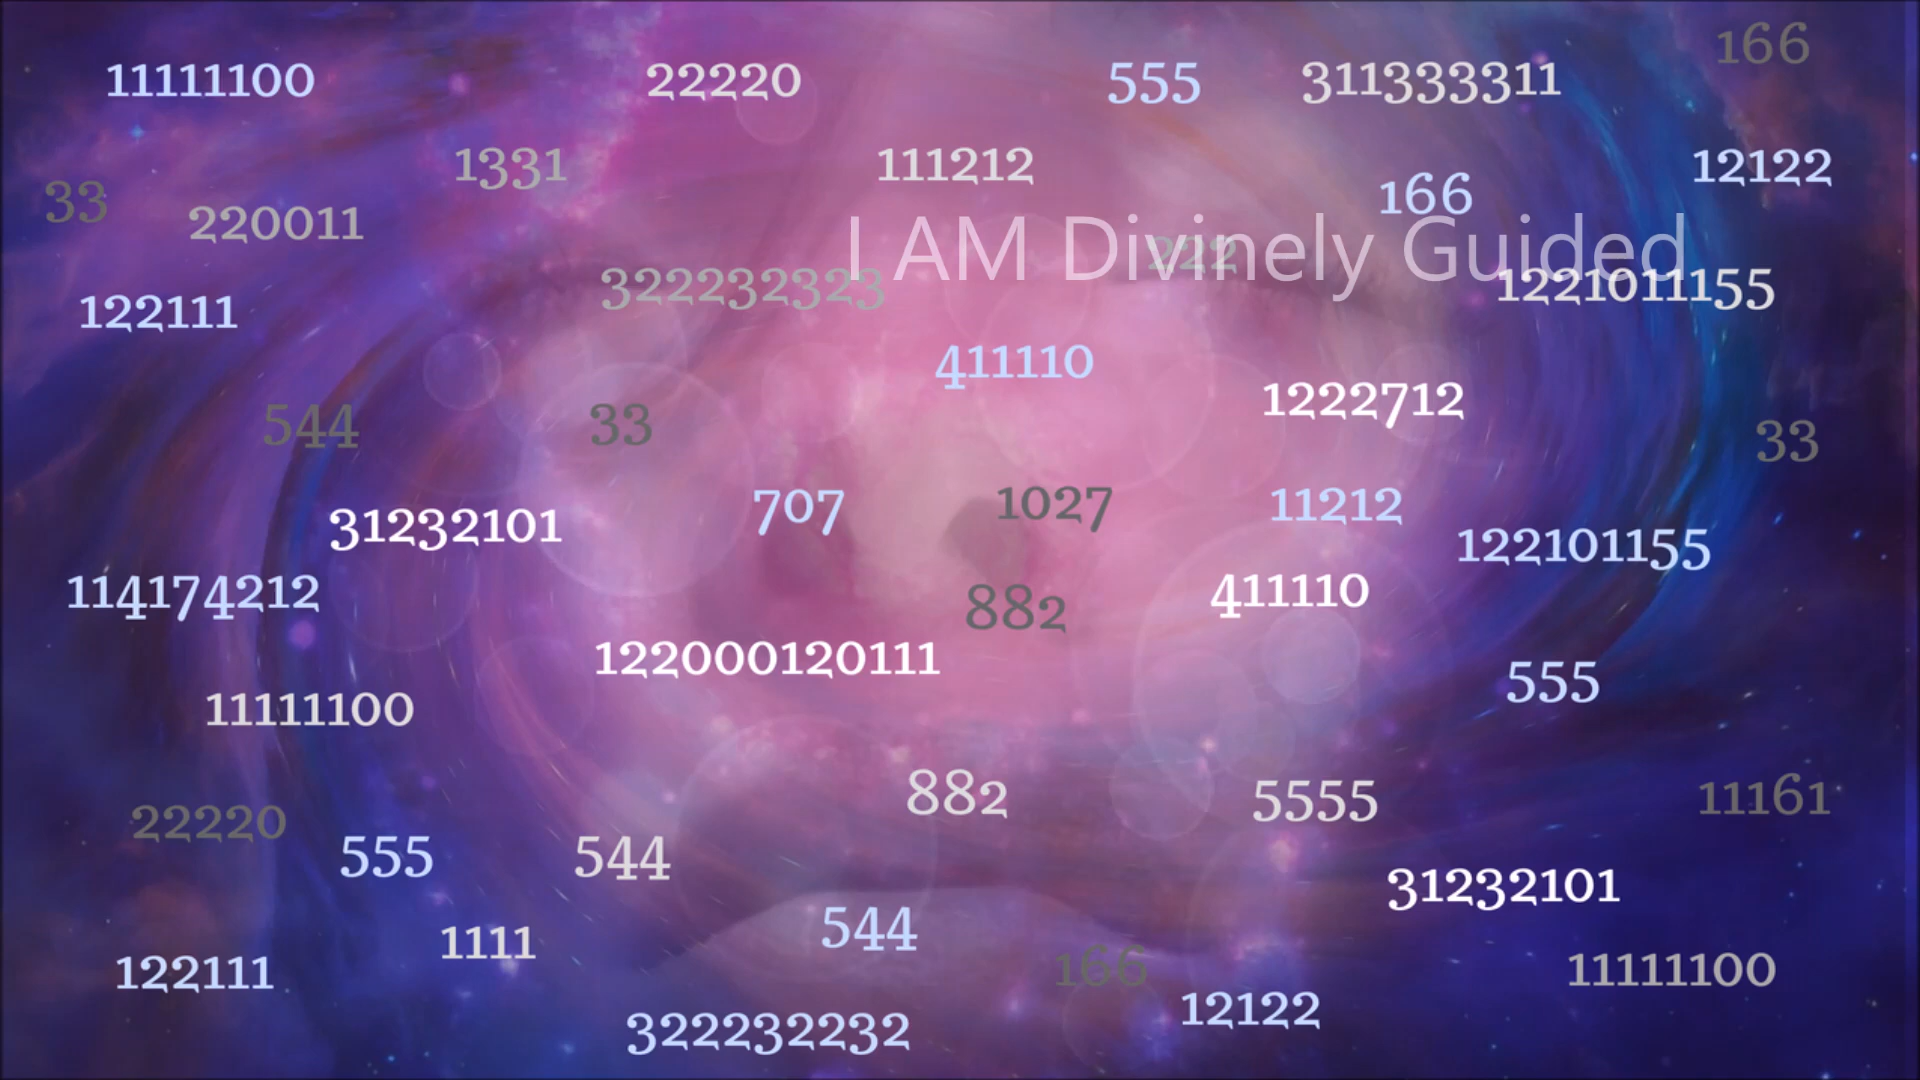 166
11111100 22220 555 311333311
1331 111212 12122
33 220011 166
I AM Divinely Guided
222
122111 322232323 1221011155
411110
1222712
544 33 33
707 1027 11212
31232101 122101155
114174212 882 411110
122000120111
11111100 555
882 5555 11161
22220
555 544 31232101
1111 544
122111 166 11111100
322232232 12122